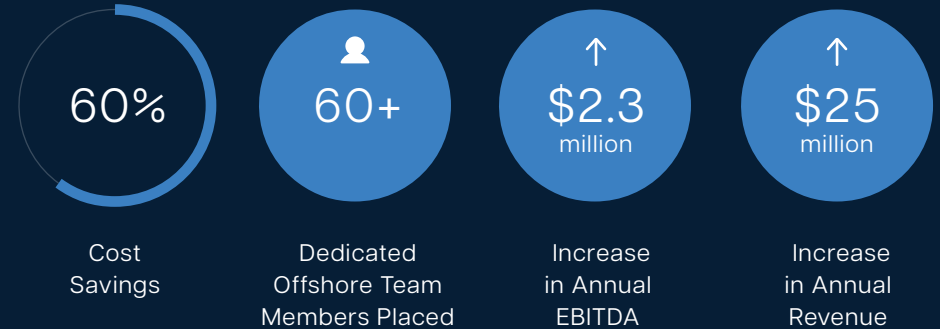 60%
Cost
Savings
60+
Dedicated
Offshore Team
Members Placed
$2.3
million
Increase
in Annual
EBITDA
$25
million
Increase
in Annual
Revenue